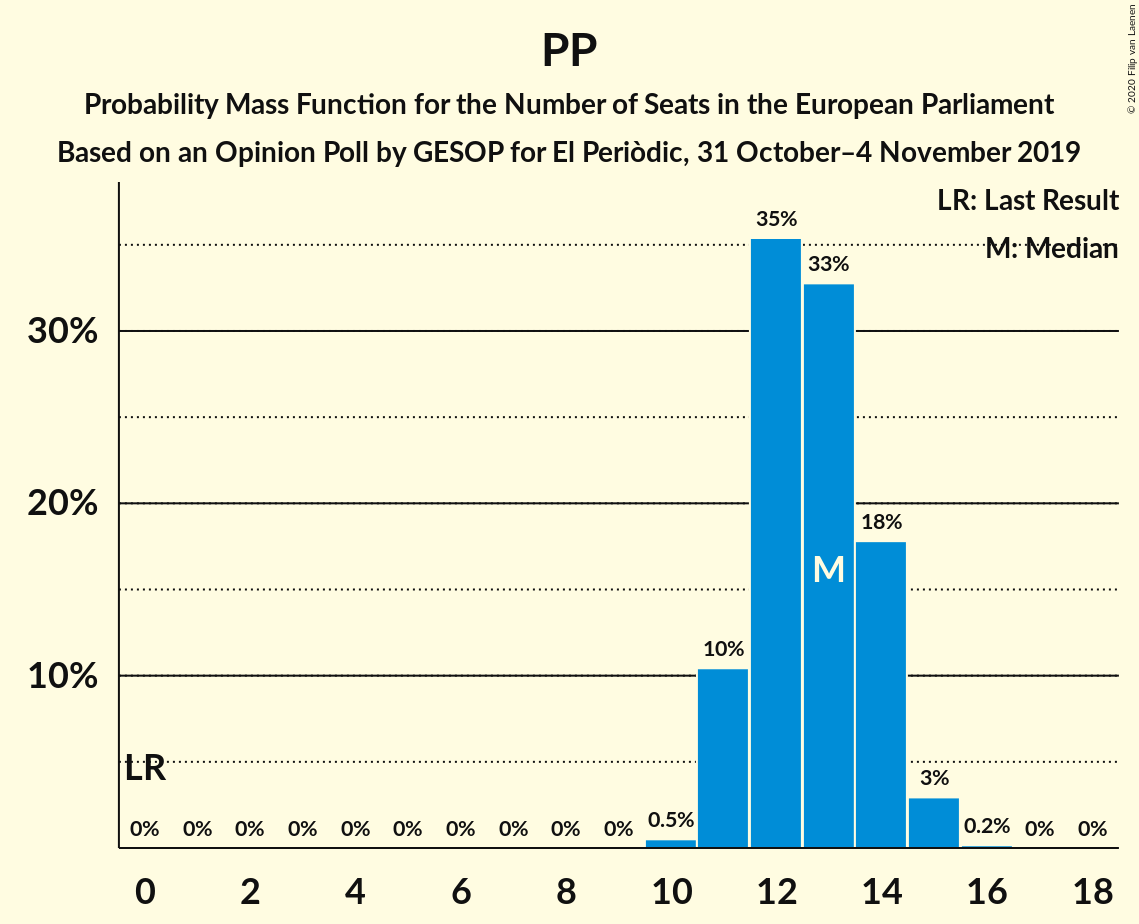 PP
Probability Mass Function for the Number of Seats in the European Parliament
Based on an Opinion Poll by GESOP for El Periòdic, 31 October–4 November 2019
© 2020 Filip van Laenen
LR: Last Result
M: Median
35%
33%
30%
20%
18%
M
10%
10%
LR
3%
0% 0% 0% 0% 0% 0% 0% 0% 0% 0% 0.5% 0.2% 0% 0%
0 2 4 6 8 10 12 14 16 18